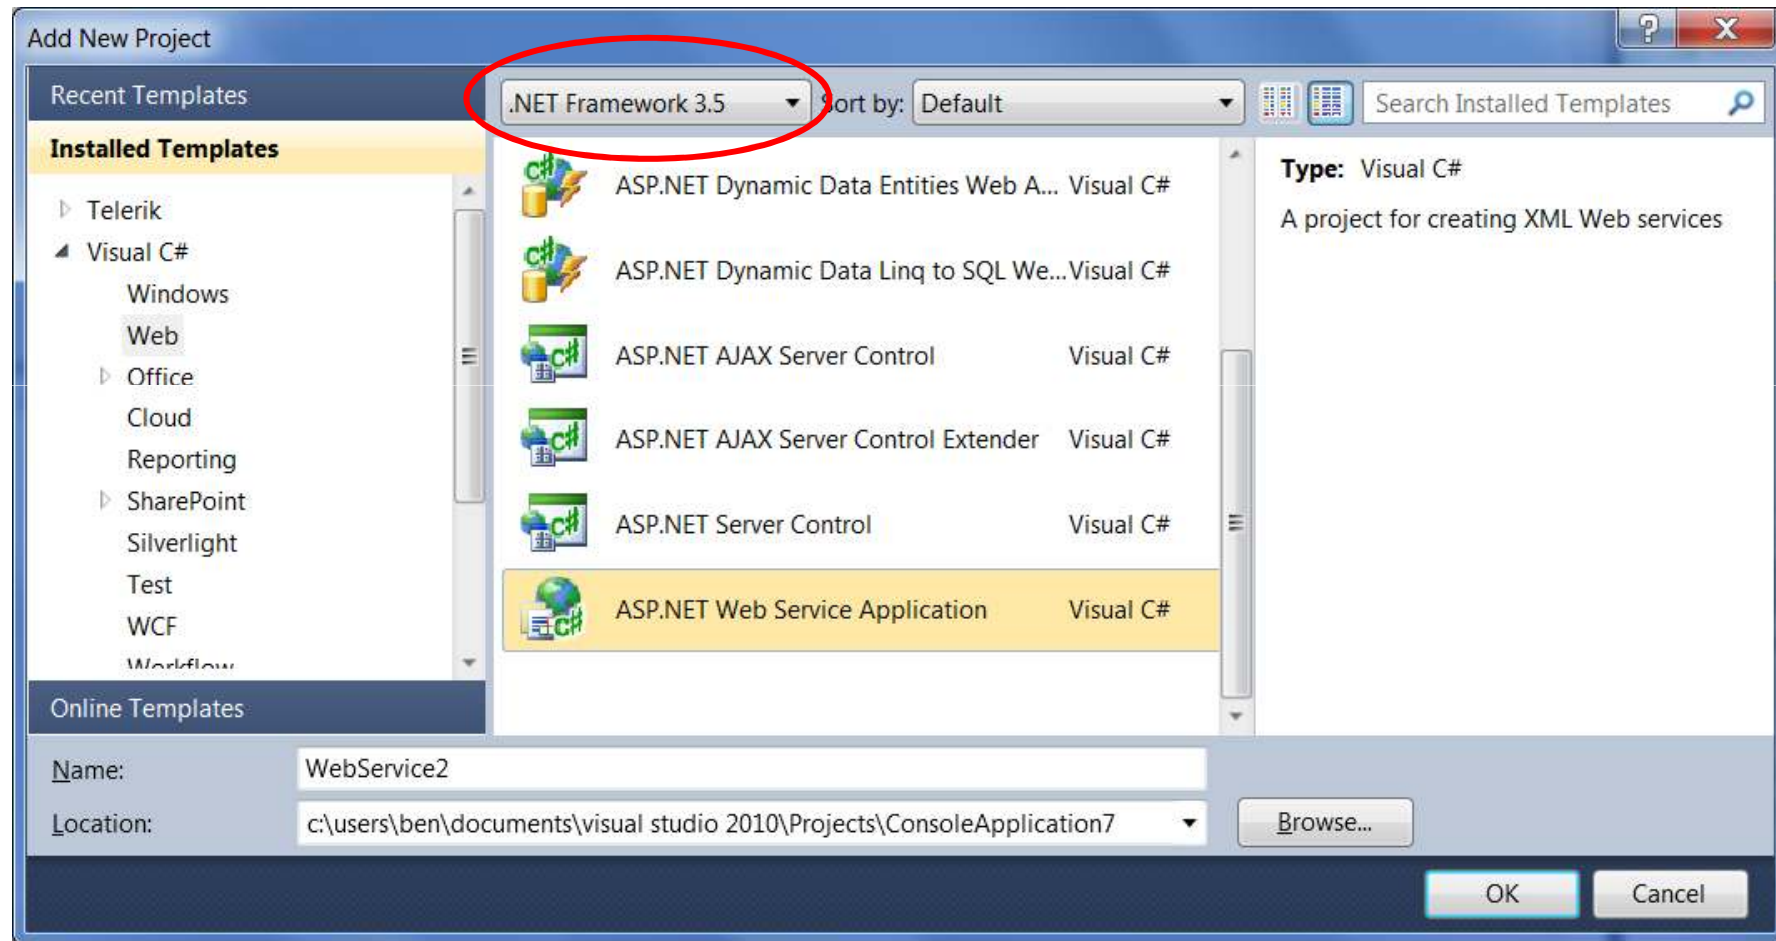 Add New Project
Recent Templates
.NET Framework 3.5
Sort by: Default
Search Installed Templates
Installed Templates
Telerik
Visual C#
Windows
Web
Office
Cloud
Reporting
SharePoint
Silverlight
Test
WCF
Workflow
Online Templates
ASP.NET Dynamic Data Entities Web A... Visual C#
ASP.NET Dynamic Data Linq to SQL We... Visual C#
ASP.NET AJAX Server Control Visual C#
ASP.NET AJAX Server Control Extender Visual C#
ASP.NET Server Control Visual C#
ASP.NET Web Service Application Visual C#
Type: Visual C#
A project for creating XML Web services
Name: WebService2
Location: c:\users\ben\documents\visual studio 2010\Projects\ConsoleApplication7
Browse...
OK Cancel